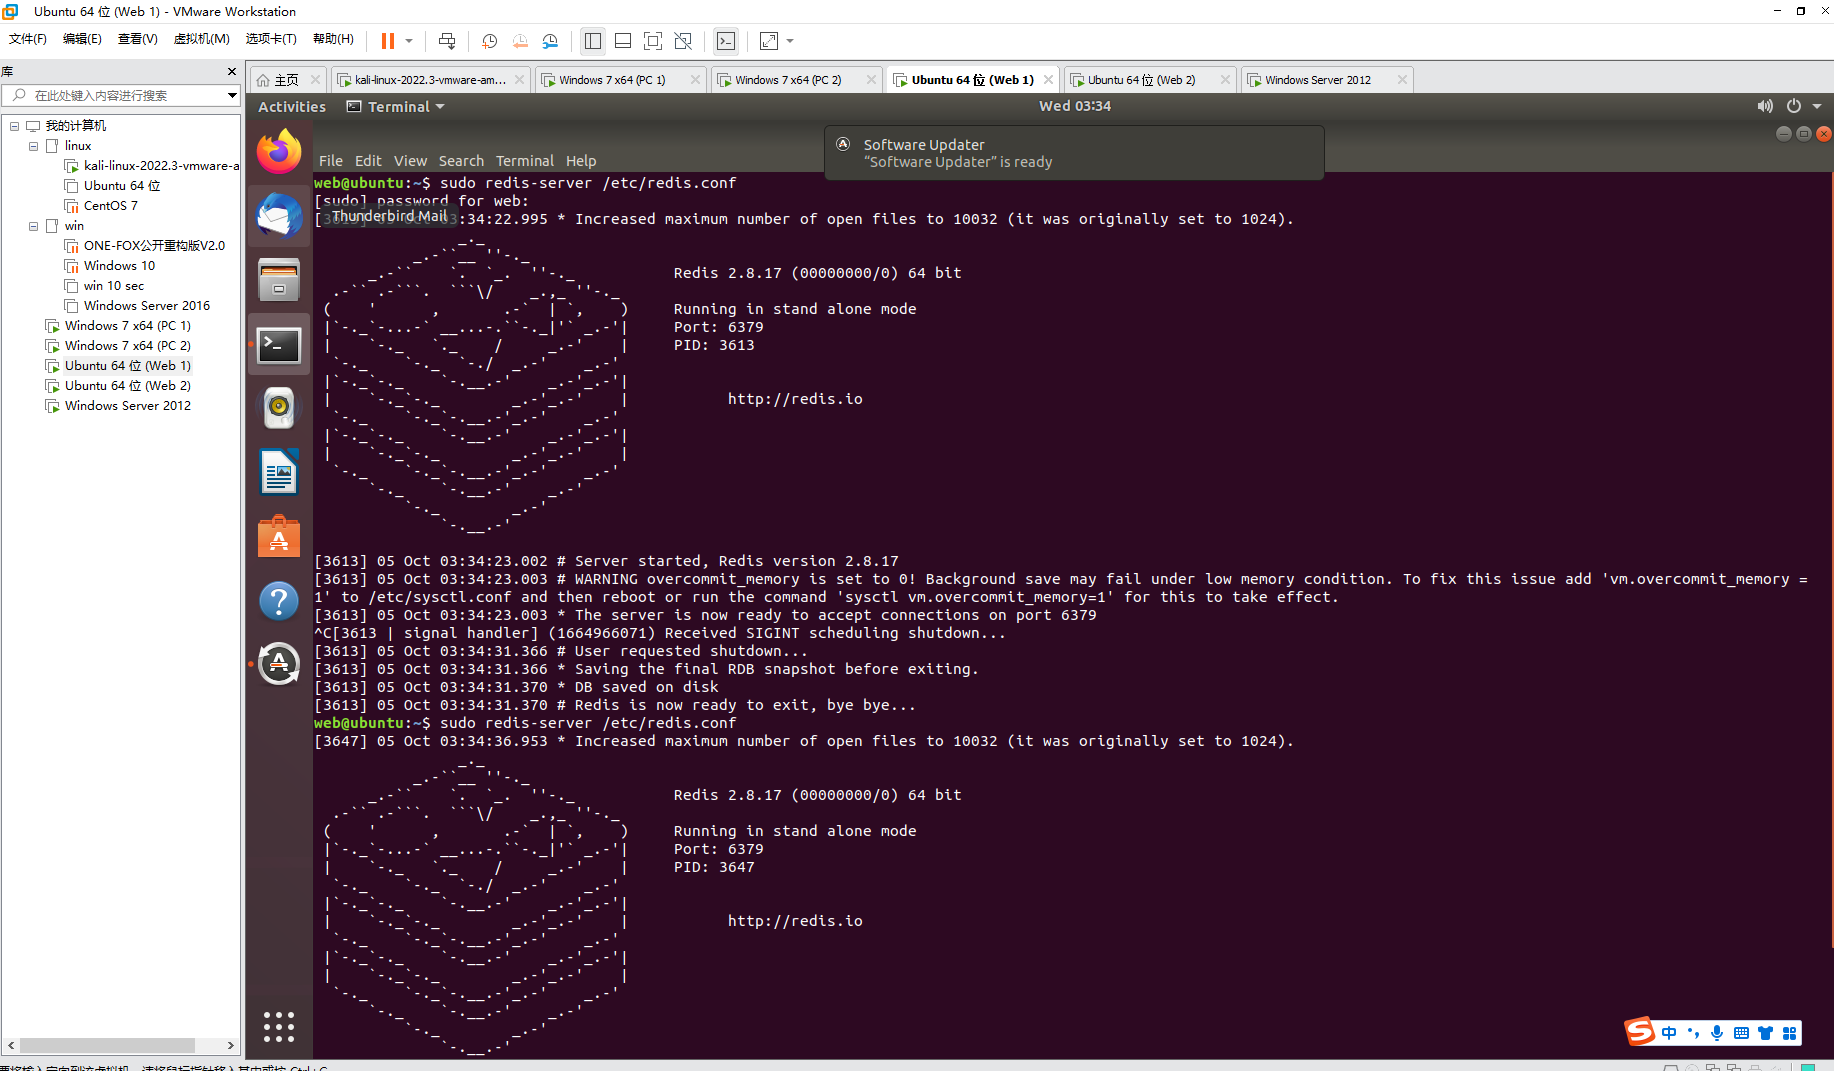 Ubuntu 64 位 (Web 1) - VMware Workstation
文件(F) 编辑(E) 查看(V) 虚拟机(M) 选项卡(T) 帮助(H)
库
在此处键入内容进行搜索
我的计算机
linux
kali-linux-2022.3-vmware-a
Ubuntu 64 位
CentOS 7
win
ONE-FOX公开重构版V2.0
Windows 10
win 10 sec
Windows Server 2016
Windows 7 x64 (PC 1)
Windows 7 x64 (PC 2)
Ubuntu 64 位 (Web 1)
Ubuntu 64 位 (Web 2)
Windows Server 2012
主页 kali-linux-2022.3-vmware-am... Windows 7 x64 (PC 1) Windows 7 x64 (PC 2) Ubuntu 64 位 (Web 1) Ubuntu 64 位 (Web 2) Windows Server 2012
Activities Terminal Wed 03:34
Software Updater
“Software Updater” is ready
File Edit View Search Terminal Help
web@ubuntu:~$ sudo redis-server /etc/redis.conf
[sudo] password for web:
Thunderbird Mail
03:34:22.995 * Increased maximum number of open files to 10032 (it was originally set to 1024).
Redis 2.8.17 (00000000/0) 64 bit
Running in stand alone mode
Port: 6379
PID: 3613
http://redis.io
[3613] 05 Oct 03:34:23.002 # Server started, Redis version 2.8.17
[3613] 05 Oct 03:34:23.003 # WARNING overcommit_memory is set to 0! Background save may fail under low memory condition. To fix this issue add 'vm.overcommit_memory =
1' to /etc/sysctl.conf and then reboot or run the command 'sysctl vm.overcommit_memory=1' for this to take effect.
[3613] 05 Oct 03:34:23.003 * The server is now ready to accept connections on port 6379
^C[3613 | signal handler] (1664966071) Received SIGINT scheduling shutdown...
[3613] 05 Oct 03:34:31.366 # User requested shutdown...
[3613] 05 Oct 03:34:31.366 * Saving the final RDB snapshot before exiting.
[3613] 05 Oct 03:34:31.370 * DB saved on disk
[3613] 05 Oct 03:34:31.370 # Redis is now ready to exit, bye bye...
web@ubuntu:~$ sudo redis-server /etc/redis.conf
[3647] 05 Oct 03:34:36.953 * Increased maximum number of open files to 10032 (it was originally set to 1024).
Redis 2.8.17 (00000000/0) 64 bit
Running in stand alone mode
Port: 6379
PID: 3647
http://redis.io
中